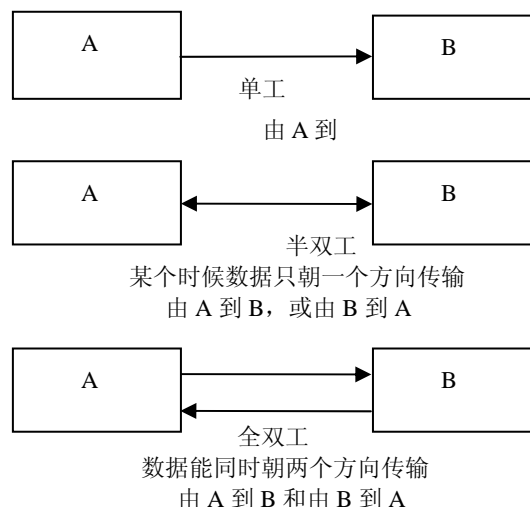 A B
单工
由 A 到
A B
半双工
某个时候数据只朝一个方向传输
由 A 到 B，或由 B 到 A
A B
全双工
数据能同时朝两个方向传输
由 A 到 B 和由 B 到 A